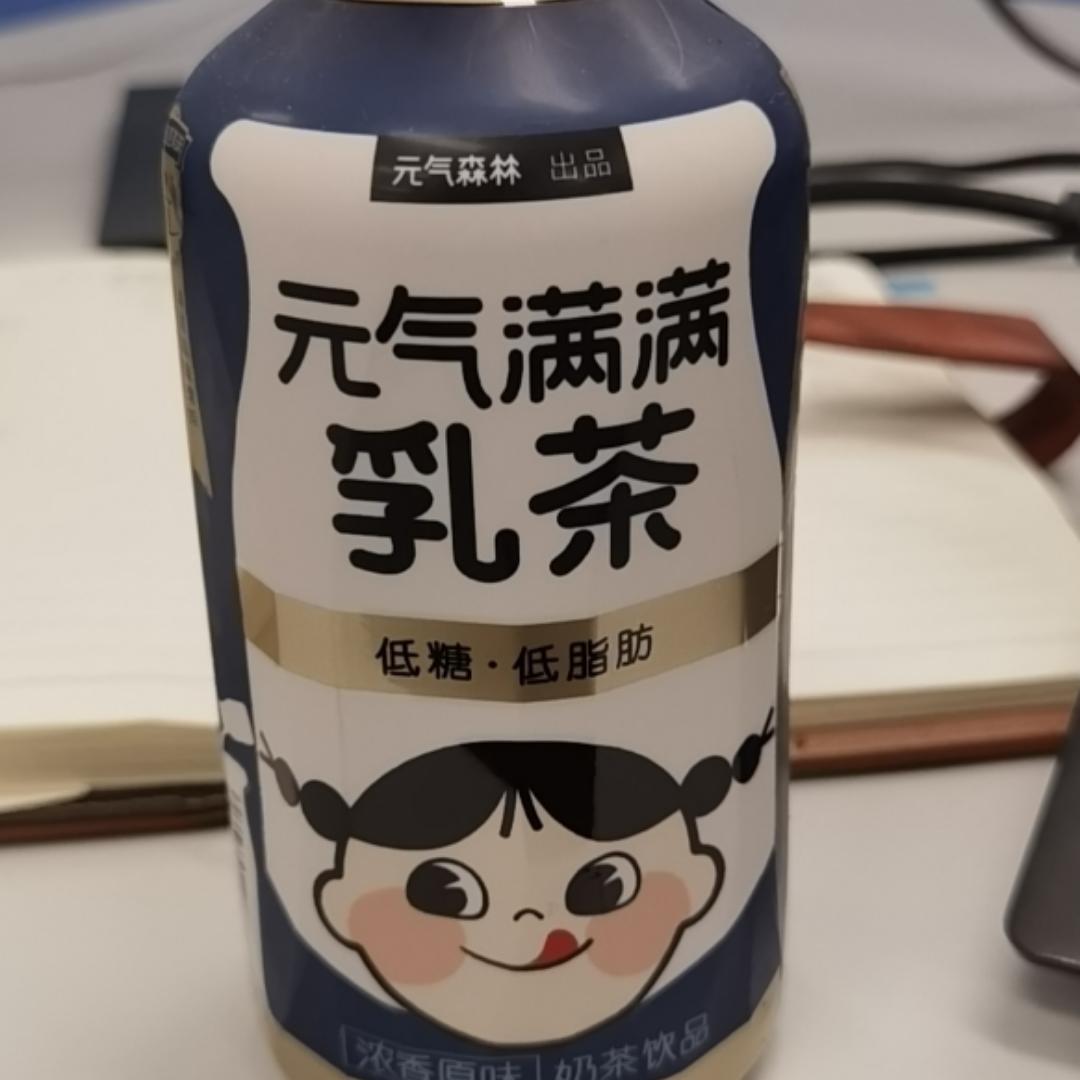 元气森林 出品
元气满满
乳茶
低糖·低脂肪
浓香原味 奶茶饮品